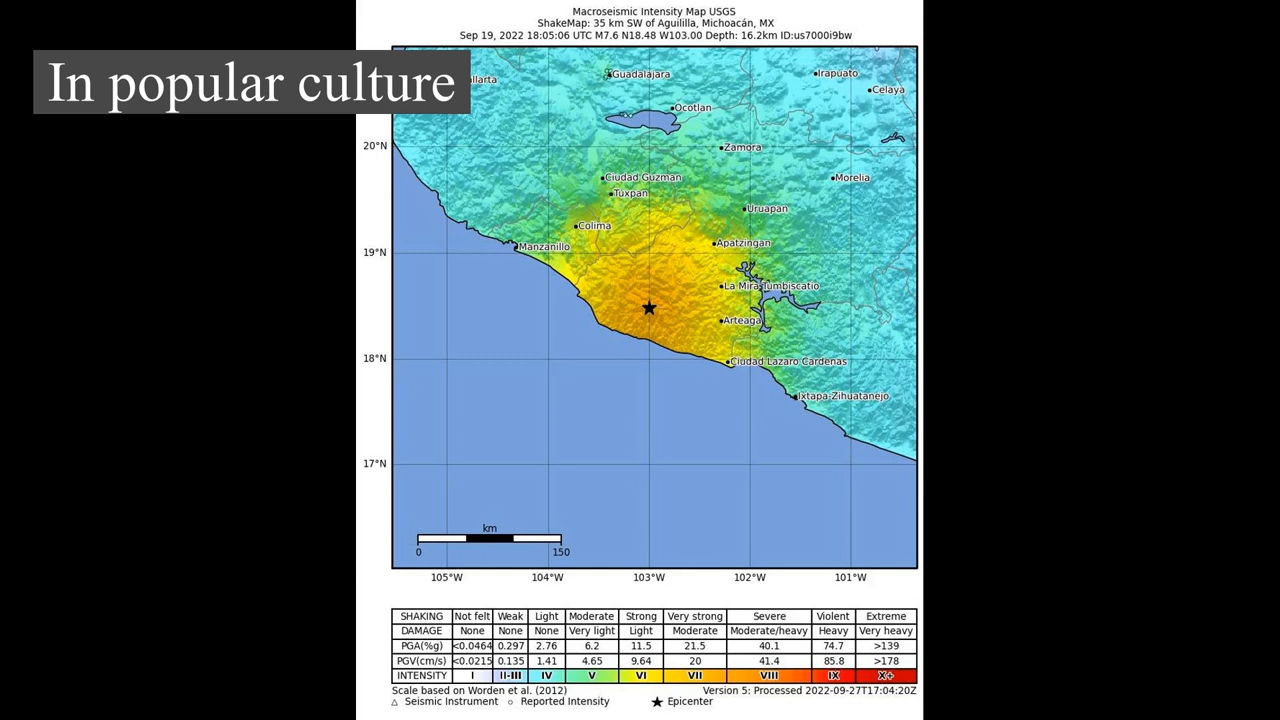 Macroseismic Intensity Map USGS
ShakeMap: 35 km SW of Aguililla, Michoacán, MX
Sep 19, 2022 18:05:06 UTC M7.6 N18.48 W103.00 Depth: 16.2km ID:us7000i9bw
In popular culture
Guadalajara
Irapuato
llarta
Celaya
Ocotlan
20°N
Zamora
Ciudad Guzman
Morelia
Tuxpan
Uruapan
Colima
Manzanillo
Apatzingan
19°N
La Mira Tumbiscatio
Arteaga
18°N
Ciudad Lazaro Cardenas
Ixtapa-Zihuatanejo
17°N
km
0 150
105°W 104°W 103°W 102°W 101°W
SHAKING Not felt Weak Light Moderate Strong Very strong Severe Violent Extreme
DAMAGE None None None Very light Light Moderate Moderate/heavy Heavy Very heavy
PGA(%g) <0.0464 0.297 2.76 6.2 11.5 21.5 40.1 74.7 >139
PGV(cm/s) <0.0215 0.135 1.41 4.65 9.64 20 41.4 85.8 >178
INTENSITY I II-III IV V VI VII VIII IX X+
Scale based on Worden et al. (2012) Version 5: Processed 2022-09-27T17:04:20Z
△ Seismic Instrument ○ Reported Intensity ★ Epicenter